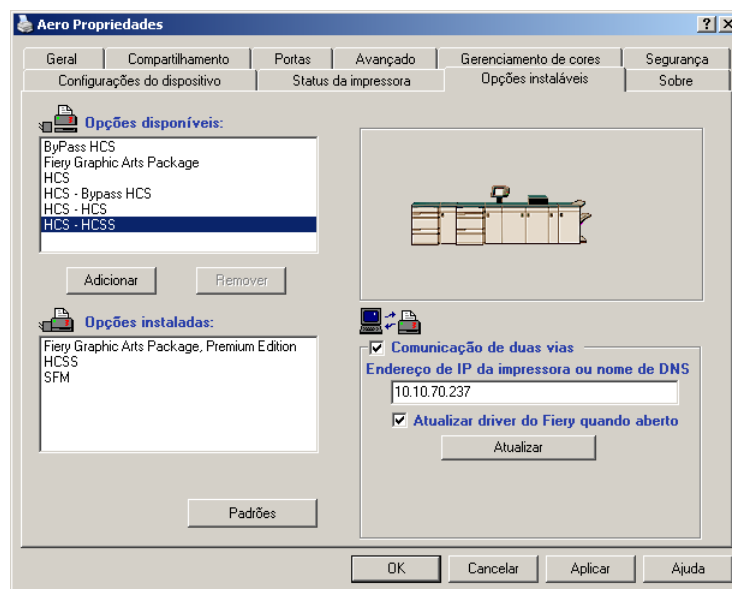 Aero Propriedades
Geral Compartilhamento Portas Avançado Gerenciamento de cores Segurança
Configurações do dispositivo Status da impressora Opções instaláveis Sobre
Opções disponíveis:
ByPass HCS
Fiery Graphic Arts Package
HCS
HCS - Bypass HCS
HCS - HCS
HCS - HCSS
Adicionar Remover
Opções instaladas:
Fiery Graphic Arts Package, Premium Edition
HCSS
SFM
Padrões
Comunicação de duas vias
Endereço de IP da impressora ou nome de DNS
10.10.70.237
Atualizar driver do Fiery quando aberto
Atualizar
OK Cancelar Aplicar Ajuda